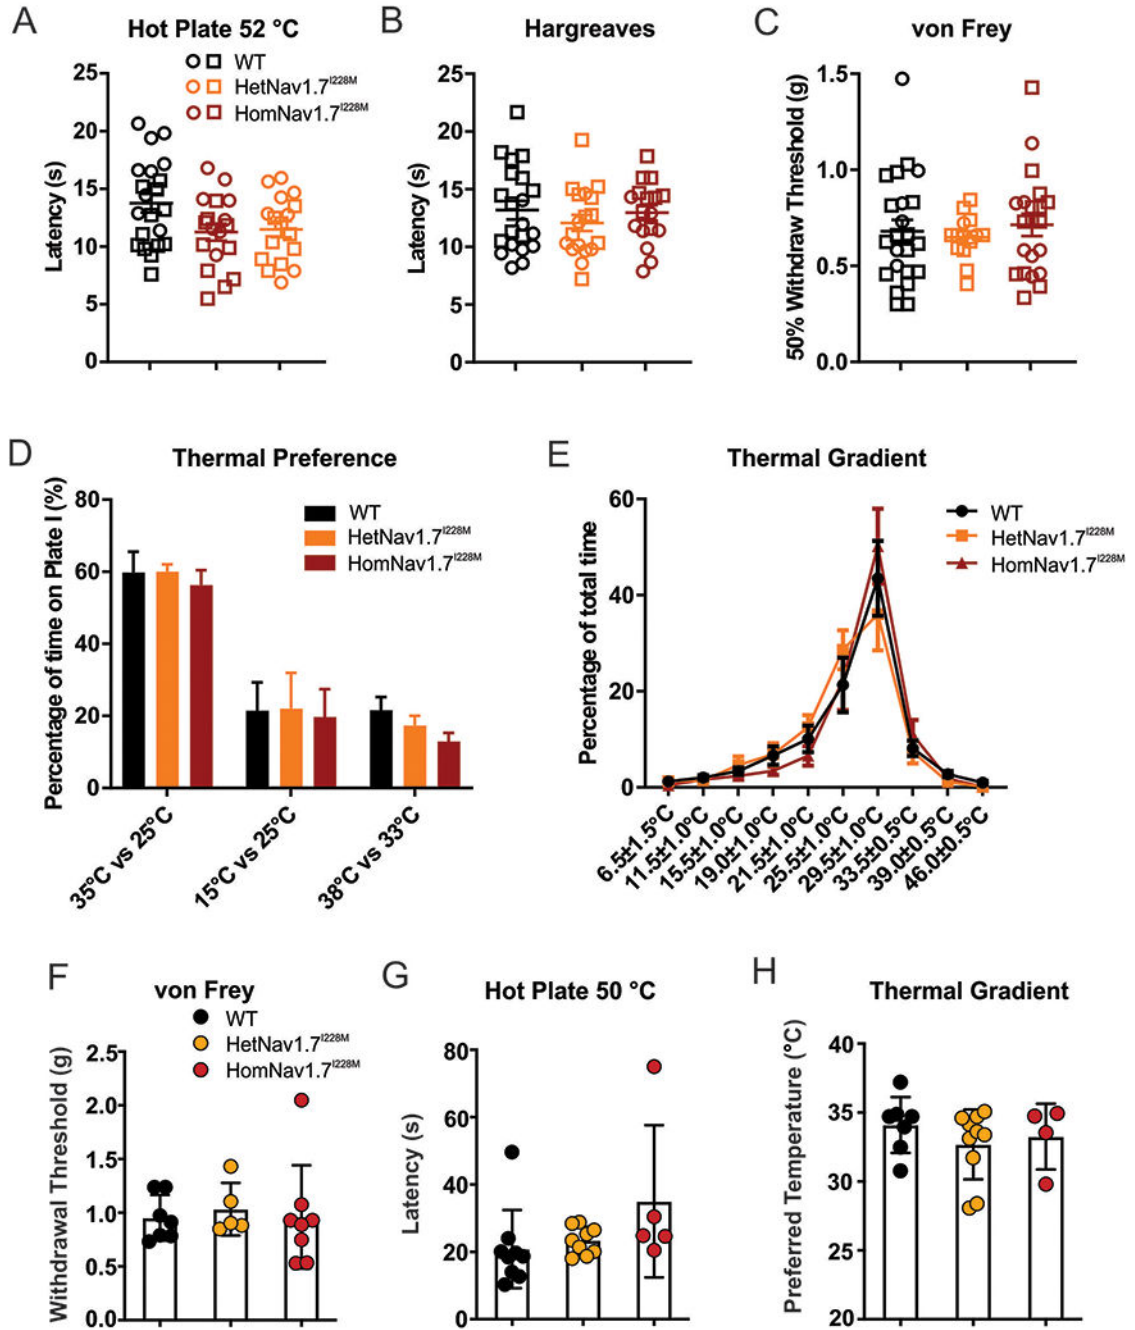 A
Hot Plate 52 °C
WT
HetNav1.7I228M
HomNav1.7I228M
Latency (s)
25
20
15
10
5
0
B
Hargreaves
Latency (s)
25
20
15
10
5
0
C
von Frey
50% Withdraw Threshold (g)
1.5
1.0
0.5
0.0
D
Thermal Preference
WT
HetNav1.7I228M
HomNav1.7I228M
Percentage of time on Plate I (%)
80
60
40
20
0
35°C vs 25°C
15°C vs 25°C
38°C vs 33°C
E
Thermal Gradient
WT
HetNav1.7I228M
HomNav1.7I228M
Percentage of total time
60
40
20
0
6.5±1.5°C
11.5±1.0°C
15.5±1.0°C
19.0±1.0°C
21.5±1.0°C
25.5±1.0°C
29.5±1.0°C
33.5±0.5°C
39.0±0.5°C
46.0±0.5°C
F
von Frey
WT
HetNav1.7I228M
HomNav1.7I228M
Withdrawal Threshold (g)
2.5
2.0
1.5
1.0
0.5
0.0
G
Hot Plate 50 °C
Latency (s)
80
60
40
20
0
H
Thermal Gradient
Preferred Temperature (°C)
40
35
30
25
20